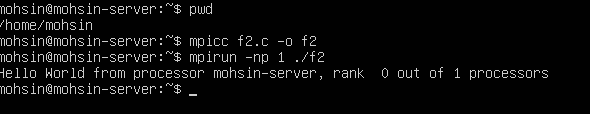 mohsin@mohsin-server:~$ pwd
/home/mohsin
mohsin@mohsin-server:~$ mpicc f2.c -o f2
mohsin@mohsin-server:~$ mpirun -np 1 ./f2
Hello World from processor mohsin-server, rank  0 out of 1 processors
mohsin@mohsin-server:~$ _